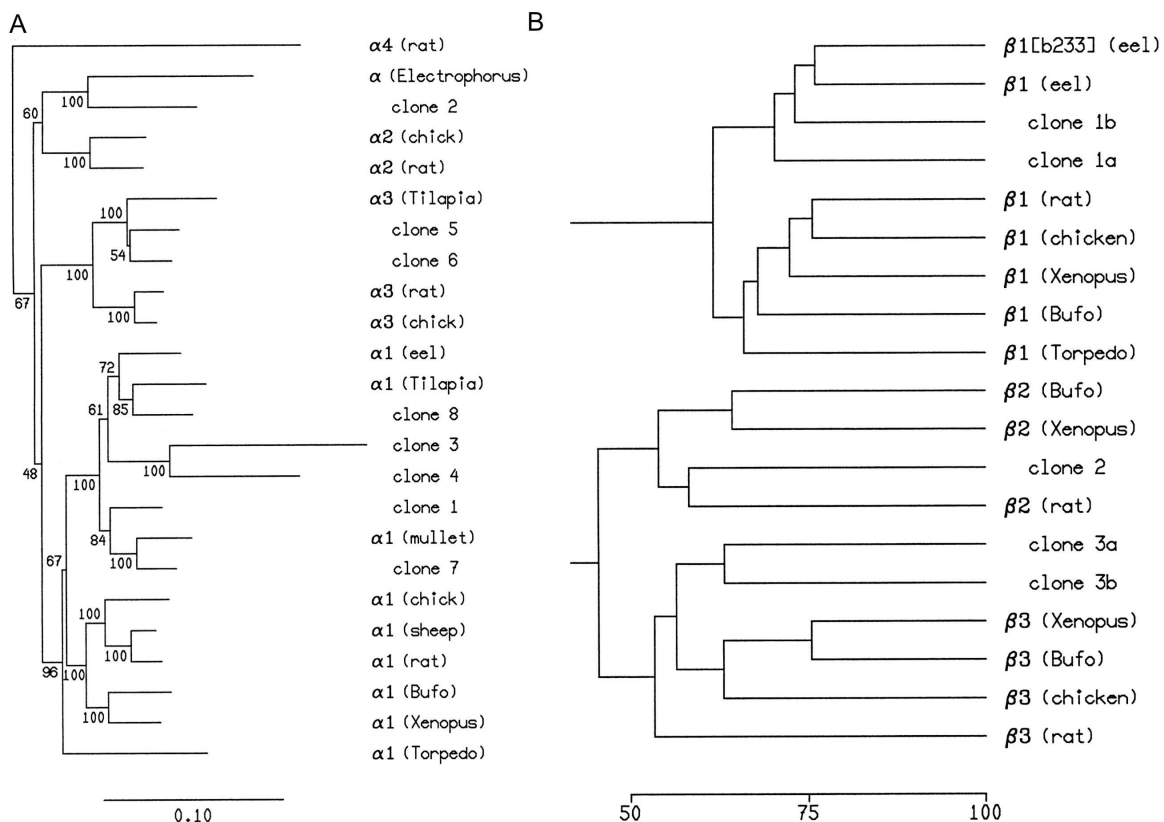 A
α4 (rat)
α (Electrophorus)
100
60
clone 2
α2 (chick)
100
α2 (rat)
α3 (Tilapia)
100
clone 5
54
clone 6
100
67
α3 (rat)
100
α3 (chick)
α1 (eel)
72
α1 (Tilapia)
61
85
clone 8
clone 3
48
100
clone 4
100
clone 1
84
α1 (mullet)
67
100
clone 7
α1 (chick)
100
α1 (sheep)
100
α1 (rat)
96
100
α1 (Bufo)
100
α1 (Xenopus)
α1 (Torpedo)
0.10
B
β1[b233] (eel)
β1 (eel)
clone 1b
clone 1a
β1 (rat)
β1 (chicken)
β1 (Xenopus)
β1 (Bufo)
β1 (Torpedo)
β2 (Bufo)
β2 (Xenopus)
clone 2
β2 (rat)
clone 3a
clone 3b
β3 (Xenopus)
β3 (Bufo)
β3 (chicken)
β3 (rat)
50 75 100